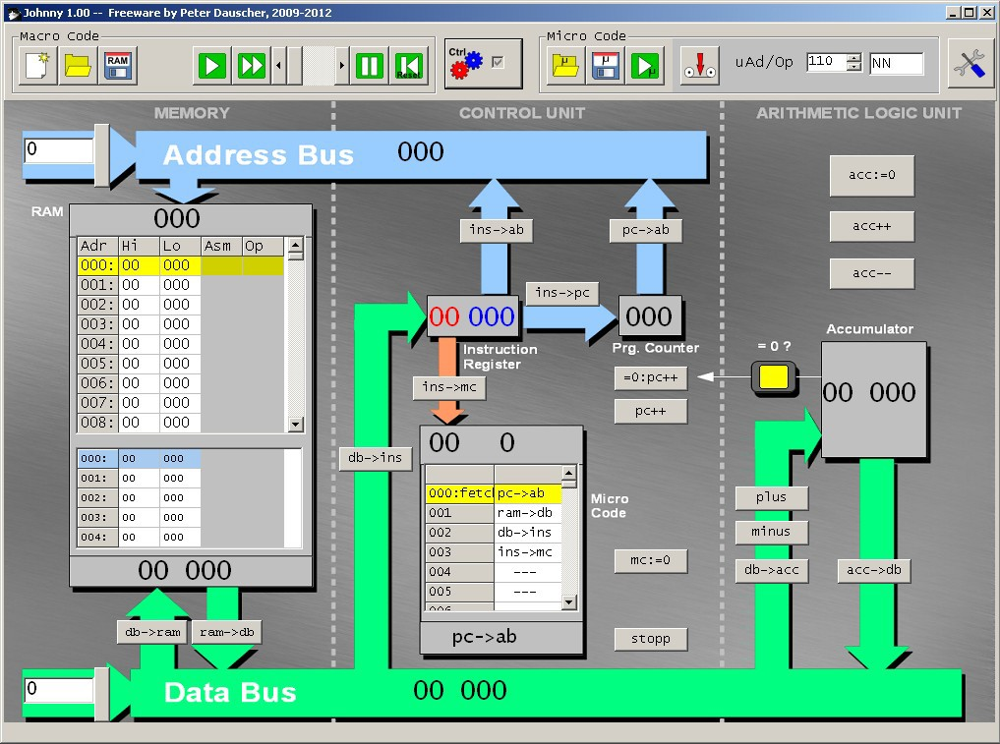 Johnny 1.00 -- Freeware by Peter Dauscher, 2009-2012
Macro Code
RAM
Reset
Ctrl
Micro Code
µ
µ
µ
uAd/Op
110
NN
MEMORY
CONTROL UNIT
ARITHMETIC LOGIC UNIT
0
Address Bus 000
RAM
000
Adr Hi Lo Asm Op
000: 00 000
001: 00 000
002: 00 000
003: 00 000
004: 00 000
005: 00 000
006: 00 000
007: 00 000
008: 00 000
000: 00 000
001: 00 000
002: 00 000
003: 00 000
004: 00 000
00 000
db->ram
ram->db
ins->ab
pc->ab
ins->pc
00 000
000
Instruction
Register
Prg. Counter
ins->mc
=0:pc++
pc++
db->ins
00 0
000:fetch pc->ab
001 ram->db
002 db->ins
003 ins->mc
004 ---
005 ---
006
pc->ab
Micro
Code
mc:=0
stopp
acc:=0
acc++
acc--
Accumulator
= 0 ?
00 000
plus
minus
db->acc
acc->db
0
Data Bus 00 000